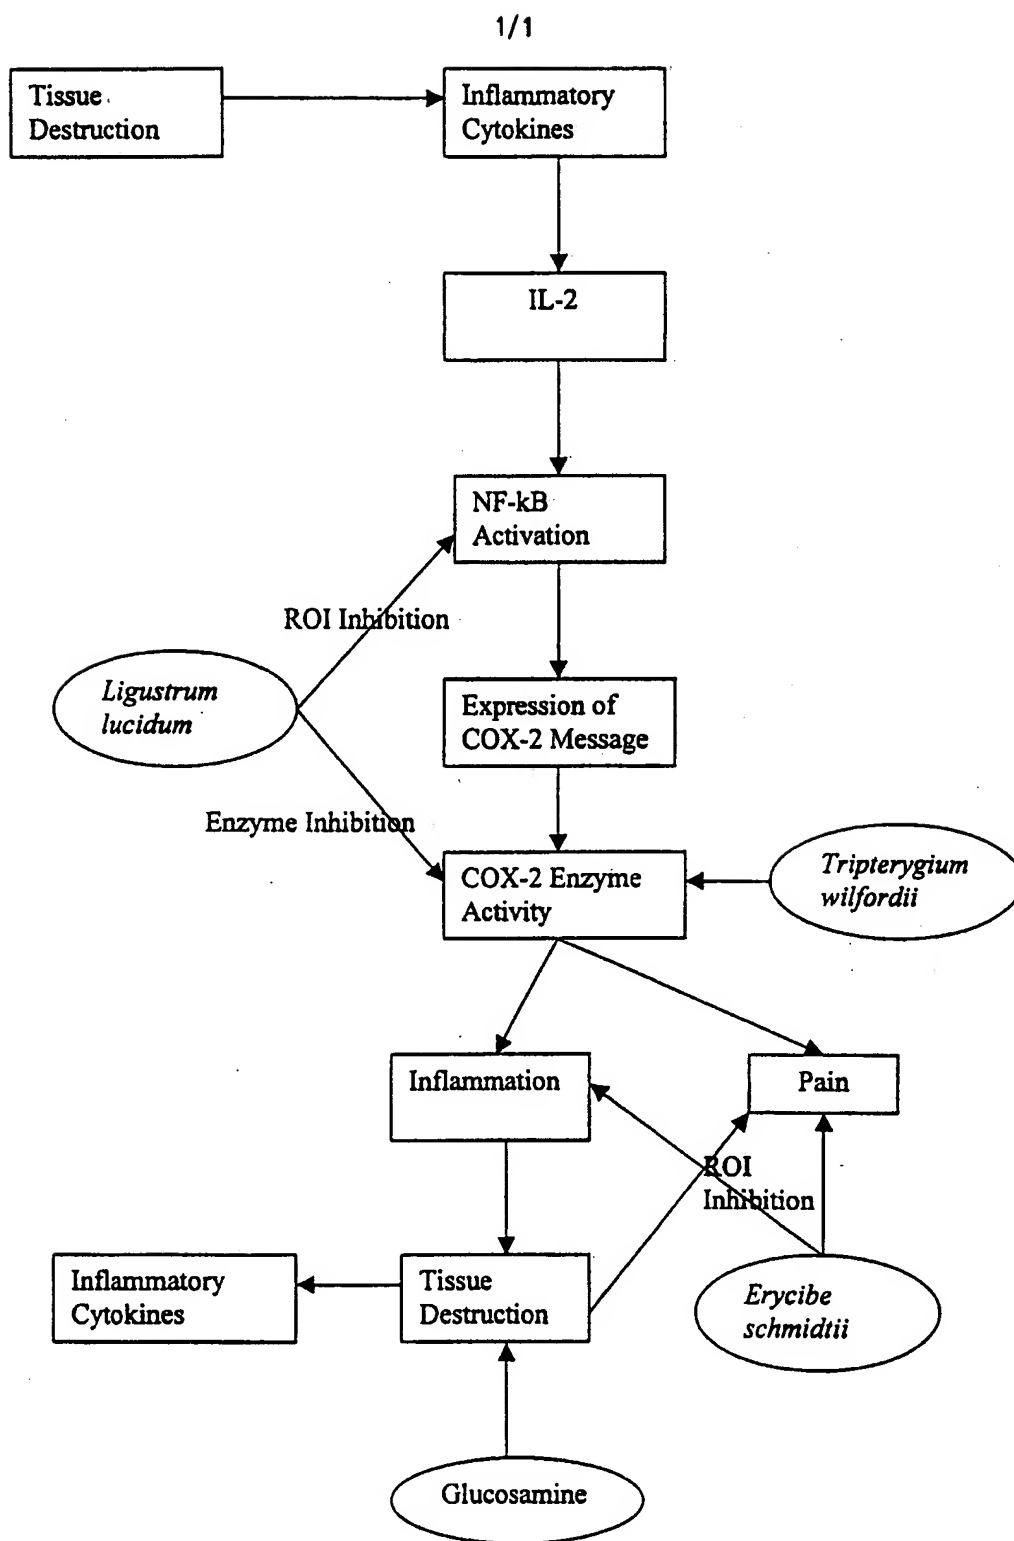 1/1
Tissue
Destruction
Inflammatory
Cytokines
IL-2
NF-kB
Activation
ROI Inhibition
Ligustrum
lucidum
Expression of
COX-2 Message
Enzyme Inhibition
COX-2 Enzyme
Activity
Tripterygium
wilfordii
Inflammation
Pain
ROI
Inhibition
Inflammatory
Cytokines
Tissue
Destruction
Erycibe
schmidtii
Glucosamine